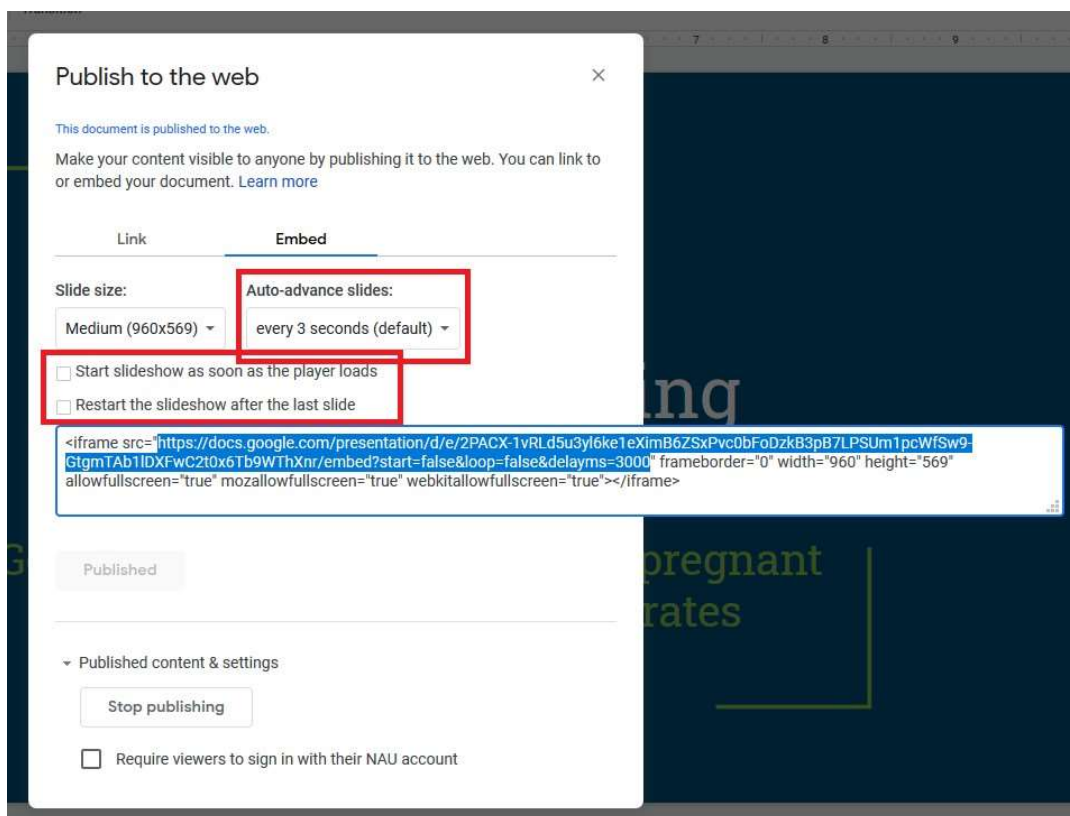 7 8 9
Publish to the web
This document is published to the web.
Make your content visible to anyone by publishing it to the web. You can link to
or embed your document. Learn more
Link Embed
Slide size: Auto-advance slides:
Medium (960x569) every 3 seconds (default)
Start slideshow as soon as the player loads
Restart the slideshow after the last slide
ing
<iframe src="https://docs.google.com/presentation/d/e/2PACX-1vRLd5u3yl6ke1eXimB6ZSxPvc0bFoDzkB3pB7LPSUm1pcWfSw9-
GtgmTAb1lDXFwC2t0x6Tb9WThXnr/embed?start=false&loop=false&delayms=3000" frameborder="0" width="960" height="569"
allowfullscreen="true" mozallowfullscreen="true" webkitallowfullscreen="true"></iframe>
G
Published
pregnant
rates
Published content & settings
Stop publishing
Require viewers to sign in with their NAU account